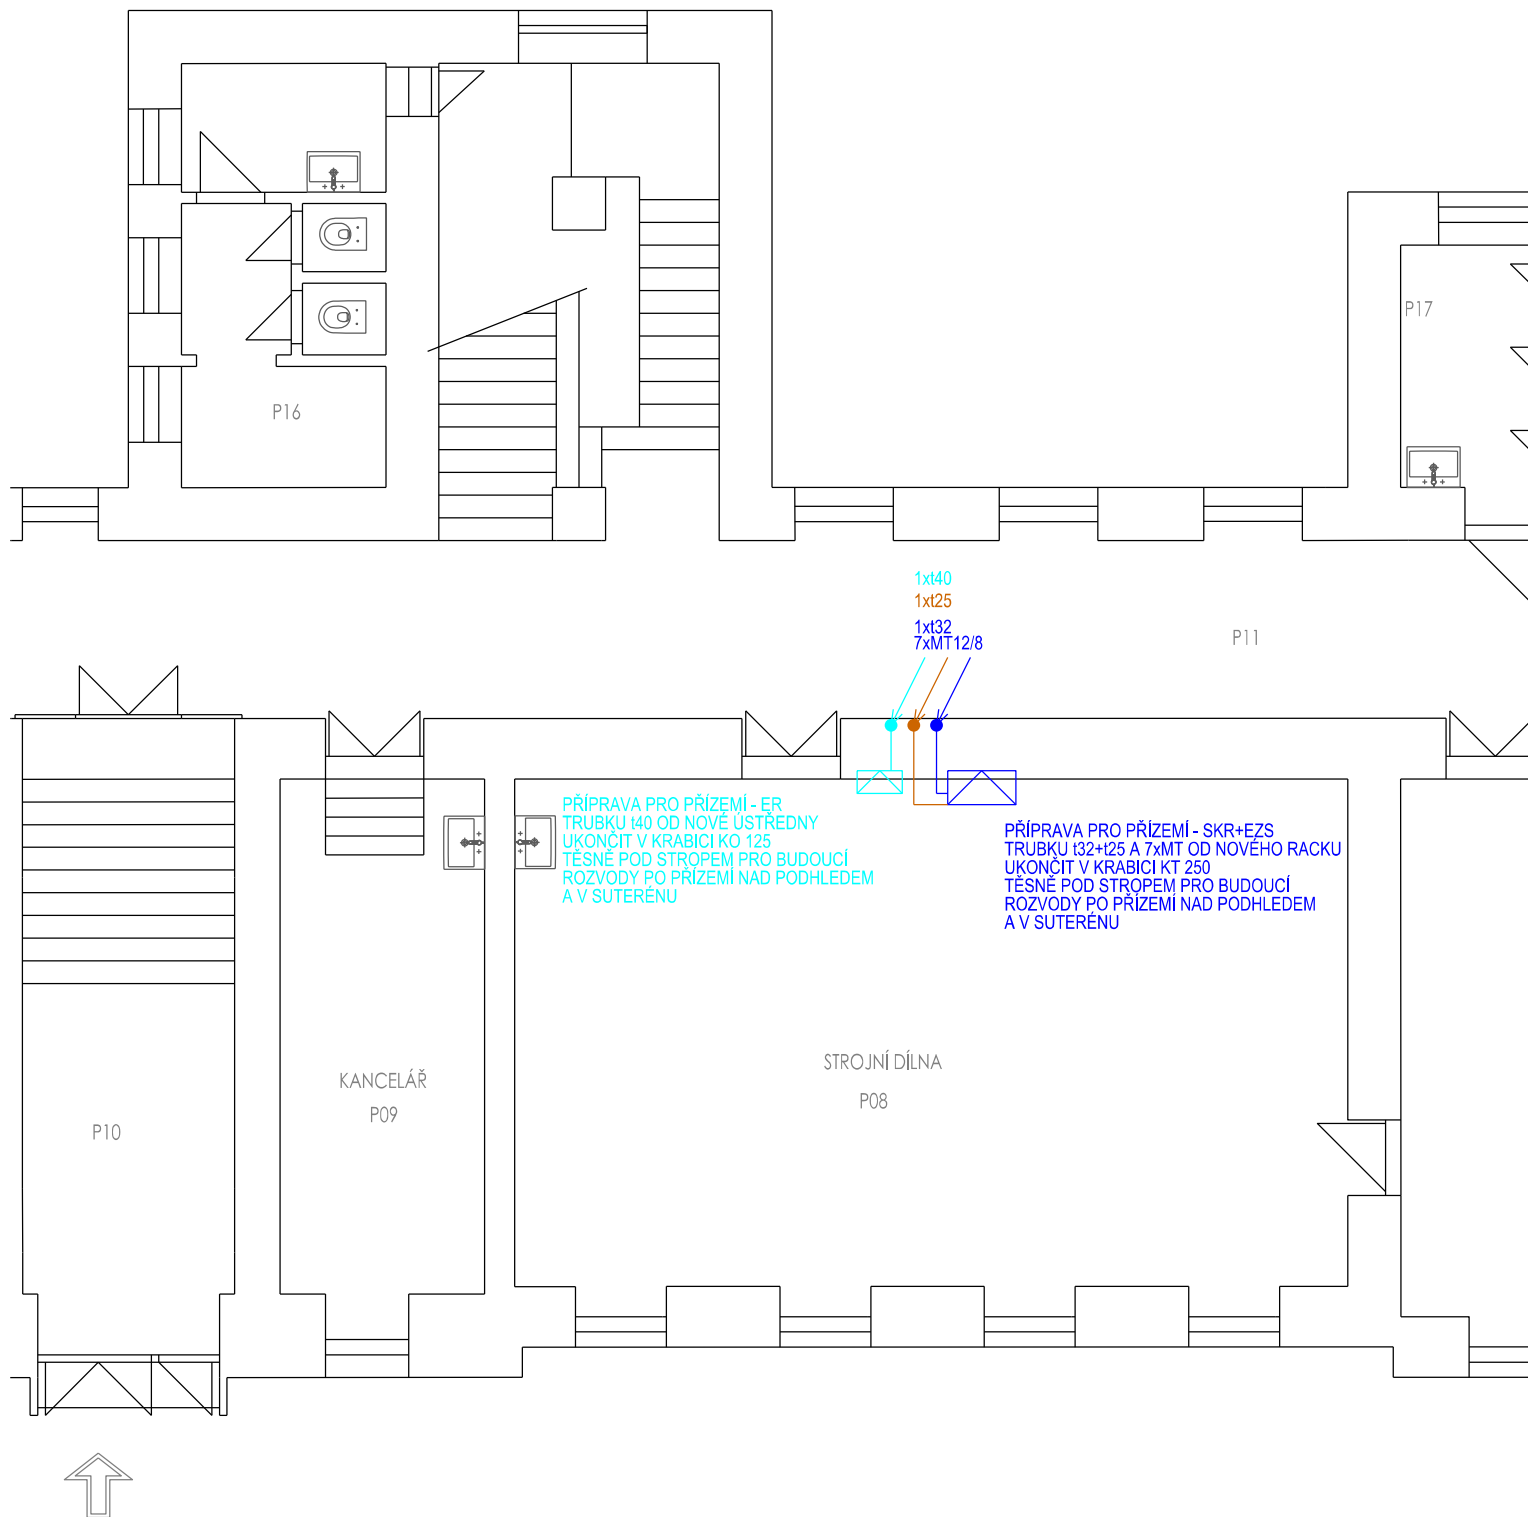 P17
P16
1xt40
1xt25
1xt32
7xMT12/8
P11
PŘÍPRAVA PRO PŘÍZEMÍ - ER
TRUBKU t40 OD NOVÉ ÚSTŘEDNY
UKONČIT V KRABICI KO 125
TĚSNĚ POD STROPEM PRO BUDOUCÍ
ROZVODY PO PŘÍZEMÍ NAD PODHLEDEM
A V SUTERÉNU
PŘÍPRAVA PRO PŘÍZEMÍ - SKR+EZS
TRUBKU t32+t25 A 7xMT OD NOVÉHO RACKU
UKONČIT V KRABICI KT 250
TĚSNĚ POD STROPEM PRO BUDOUCÍ
ROZVODY PO PŘÍZEMÍ NAD PODHLEDEM
A V SUTERÉNU
STROJNÍ DÍLNA
P08
KANCELÁŘ
P09
P10